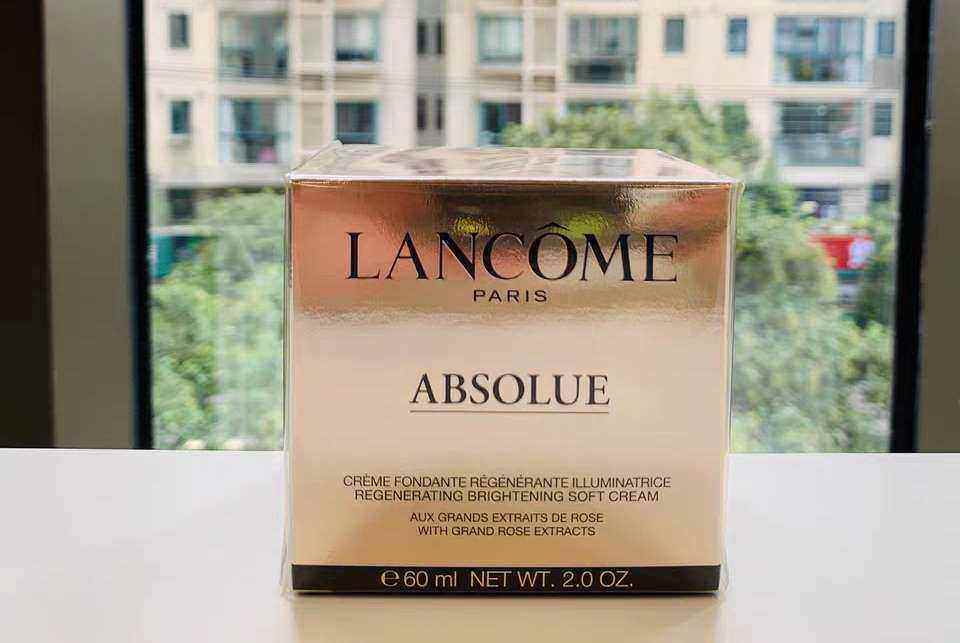 LANCÔME
PARIS
ABSOLUE
CRÈME FONDANTE RÉGÉNÉRANTE ILLUMINATRICE
REGENERATING BRIGHTENING SOFT CREAM
AUX GRANDS EXTRAITS DE ROSE
WITH GRAND ROSE EXTRACTS
℮ 60 ml NET WT. 2.0 OZ.